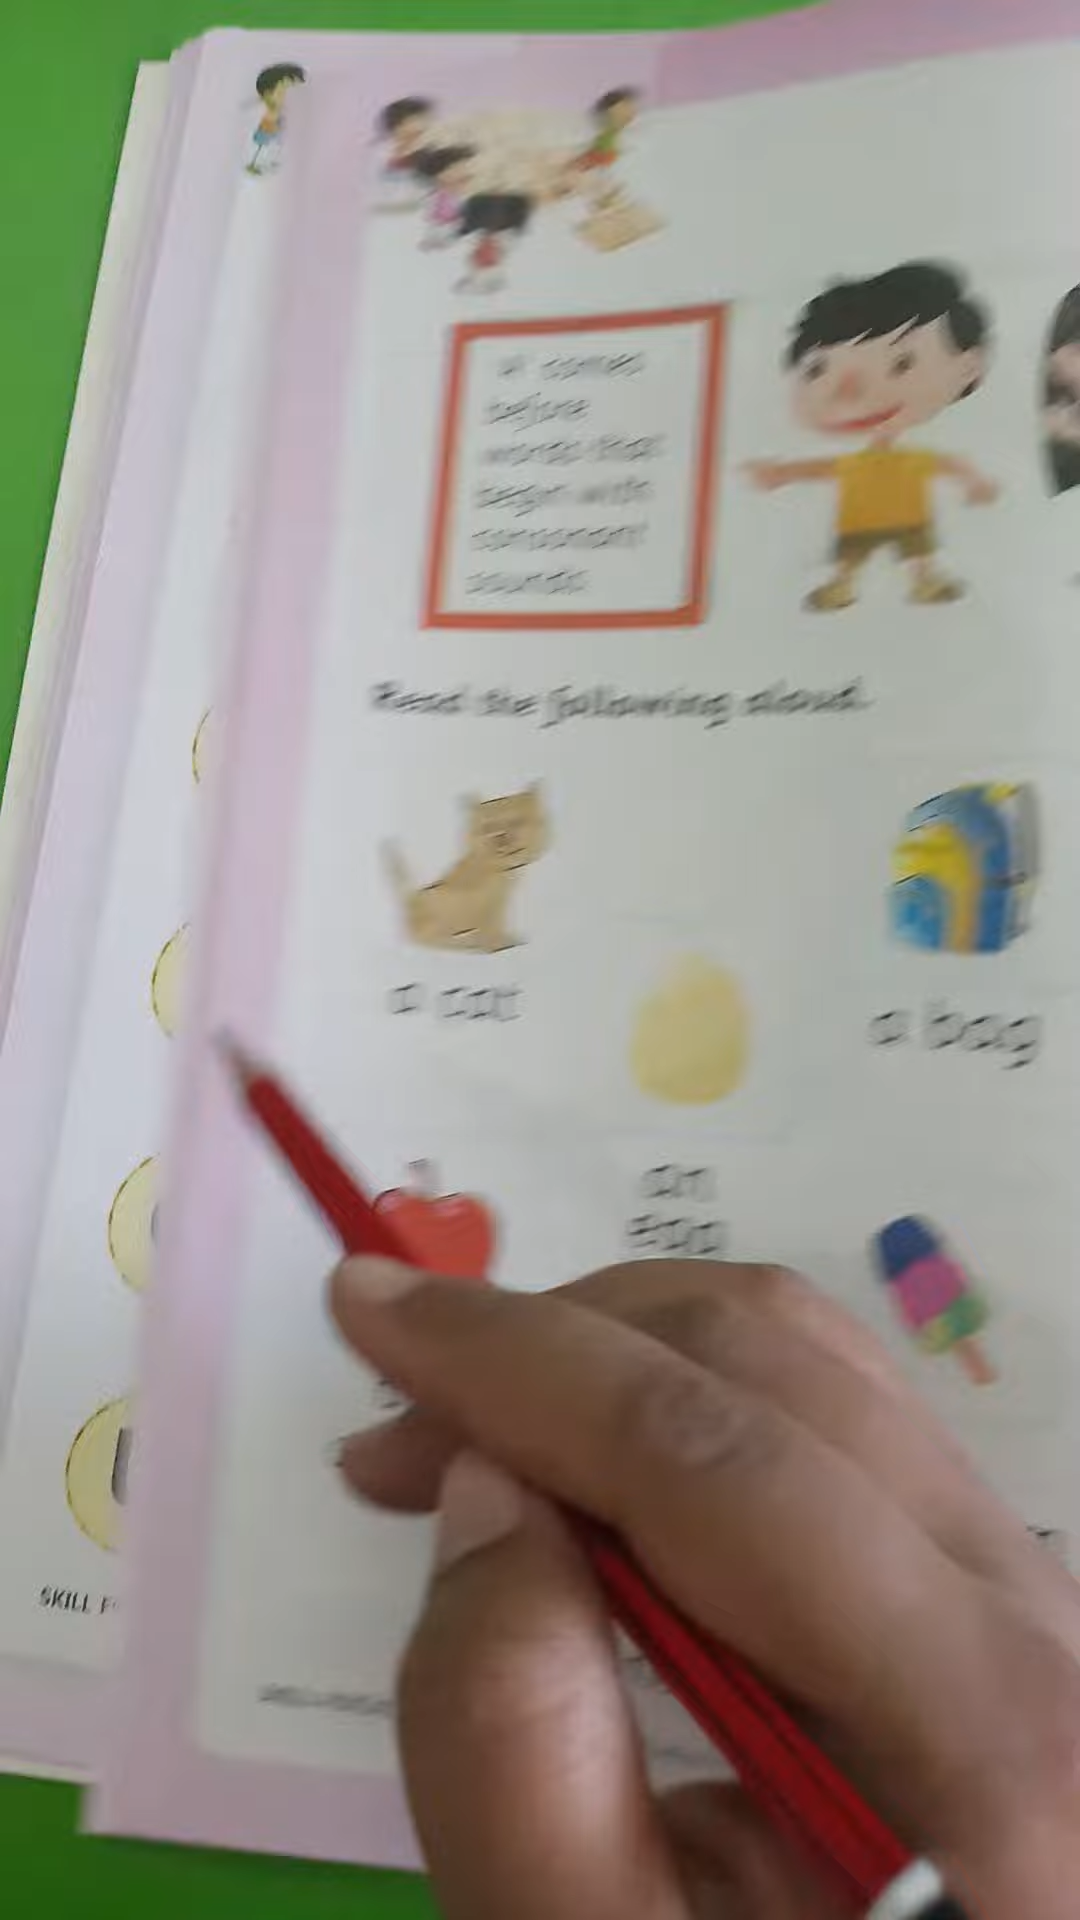 'A' comes
before
words that
begin with
consonant
sounds.
Read the following aloud.
a cat
a bag
an
egg
SKILL F